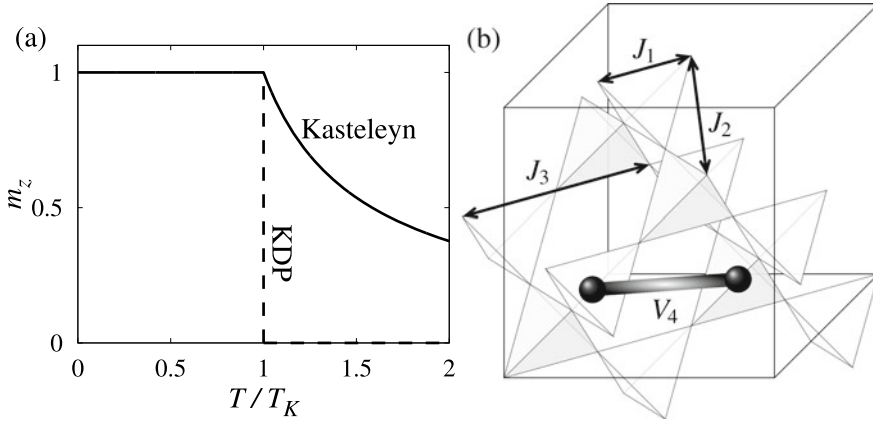 (a)
1
0.5
0
m_z
Kasteleyn
KDP
0
0.5
1
1.5
2
T / T_K
(b)
J_1
J_2
J_3
V_4